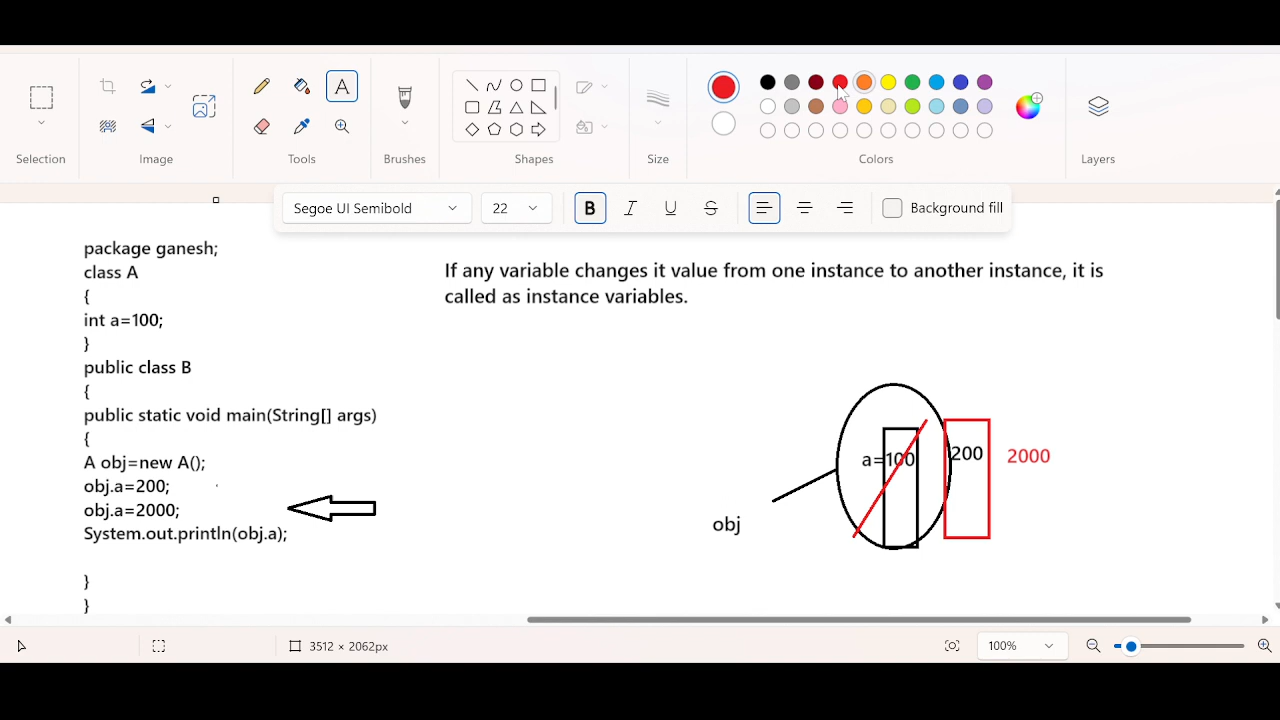 Selection
Image
Tools
Brushes
Shapes
Size
Colors
Layers
Segoe UI Semibold
22
B
I
U
S
Background fill
package ganesh;
class A
{
int a=100;
}
public class B
{
public static void main(String[] args)
{
A obj=new A();
obj.a=200;
obj.a=2000;
System.out.println(obj.a);
}
}
If any variable changes it value from one instance to another instance, it is
called as instance variables.
a=100
200
2000
obj
3512 × 2062px
100%